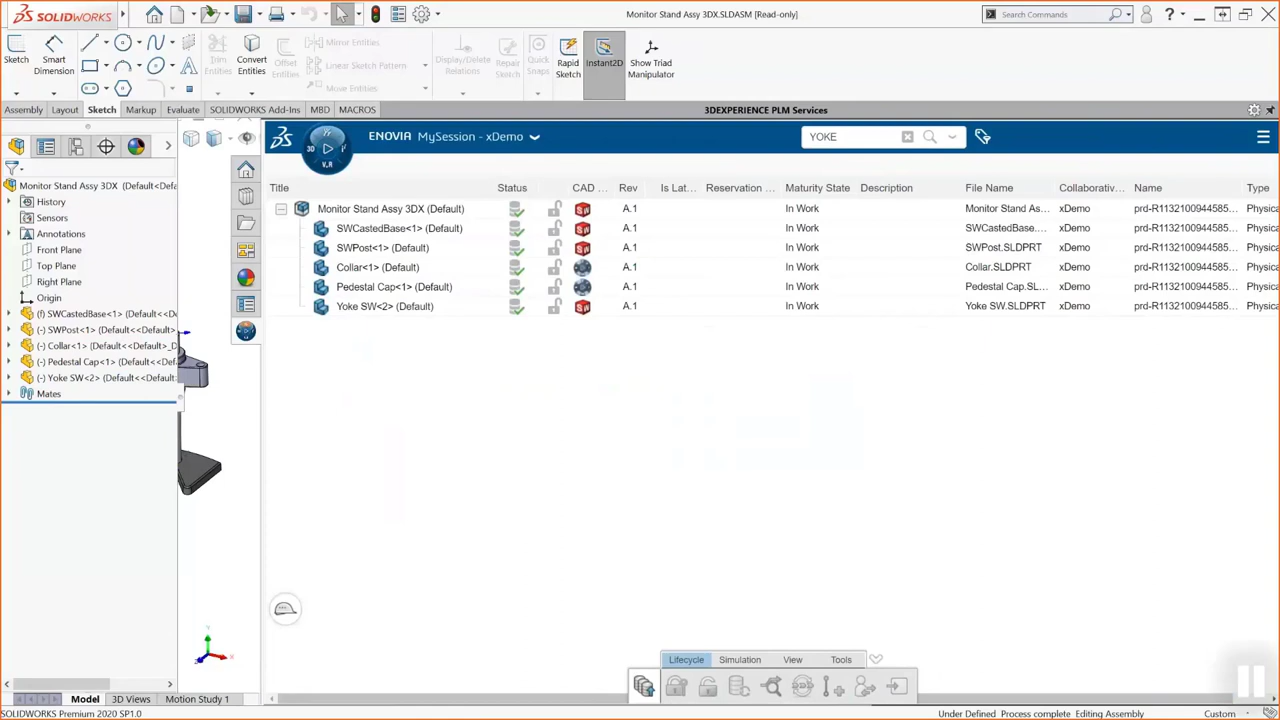 SOLIDWORKS
Monitor Stand Assy 3DX.SLDASM [Read-only]
Search Commands
Sketch
Smart Dimension
Trim Entities
Convert Entities
Offset Entities
Mirror Entities
Linear Sketch Pattern
Move Entities
Display/Delete Relations
Repair Sketch
Quick Snaps
Rapid Sketch
Instant2D
Show Triad Manipulator
Assembly Layout Sketch Markup Evaluate SOLIDWORKS Add-Ins MBD MACROS
3DEXPERIENCE PLM Services
ENOVIA MySession - xDemo
YOKE
3D
V.R
Monitor Stand Assy 3DX (Default<Defa
History
Sensors
Annotations
Front Plane
Top Plane
Right Plane
Origin
(f) SWCastedBase<1> (Default<<De
(-) SWPost<1> (Default<<Default>
(-) Collar<1> (Default<<Default>_D
(-) Pedestal Cap<1> (Default<<Defa
(-) Yoke SW<2> (Default<<Default>
Mates
Title Status CAD ... Rev Is Lat... Reservation ... Maturity State Description File Name Collaborativ... Name Type
Monitor Stand Assy 3DX (Default) A.1 In Work Monitor Stand As... xDemo prd-R1132100944585... Physica
SWCastedBase<1> (Default) A.1 In Work SWCastedBase.... xDemo prd-R1132100944585... Physica
SWPost<1> (Default) A.1 In Work SWPost.SLDPRT xDemo prd-R1132100944585... Physica
Collar<1> (Default) A.1 In Work Collar.SLDPRT xDemo prd-R1132100944585... Physica
Pedestal Cap<1> (Default) A.1 In Work Pedestal Cap.SL... xDemo prd-R1132100944585... Physica
Yoke SW<2> (Default) A.1 In Work Yoke SW.SLDPRT xDemo prd-R1132100944585... Physica
Lifecycle Simulation View Tools
Model 3D Views Motion Study 1
SOLIDWORKS Premium 2020 SP1.0
Under Defined Process complete Editing Assembly Custom